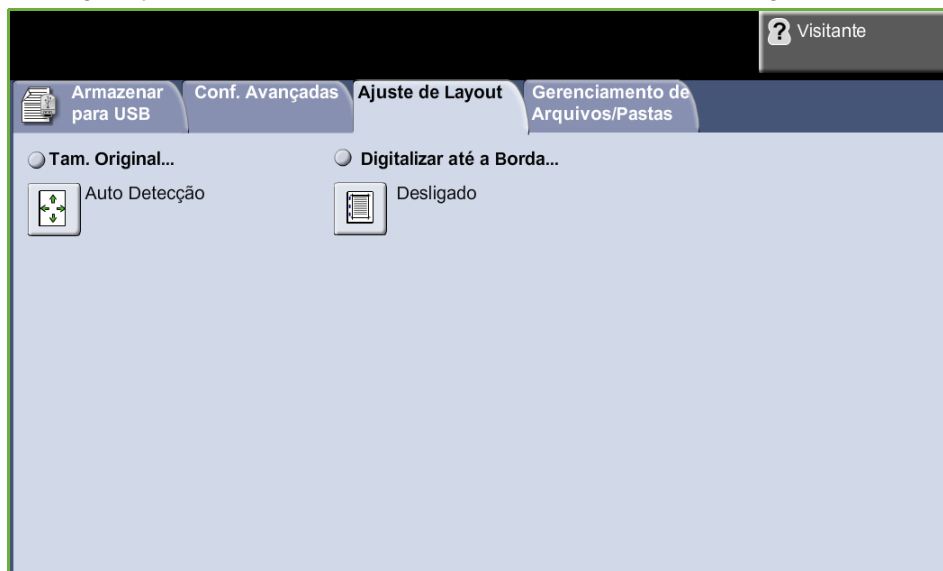 Visitante
Armazenar
para USB
Conf. Avançadas
Ajuste de Layout
Gerenciamento de
Arquivos/Pastas
Tam. Original...
Digitalizar até a Borda...
Auto Detecção
Desligado